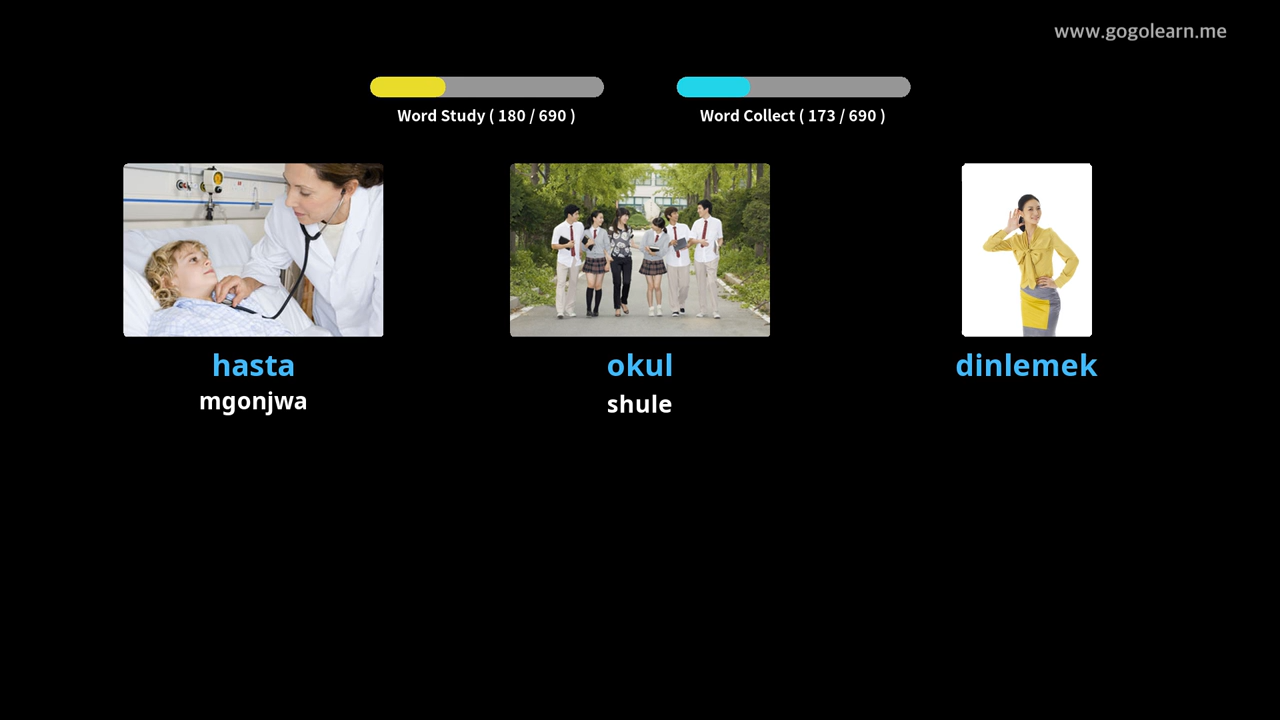 www.gogolearn.me
Word Study ( 180 / 690 )
Word Collect ( 173 / 690 )
hasta
mgonjwa
okul
shule
dinlemek